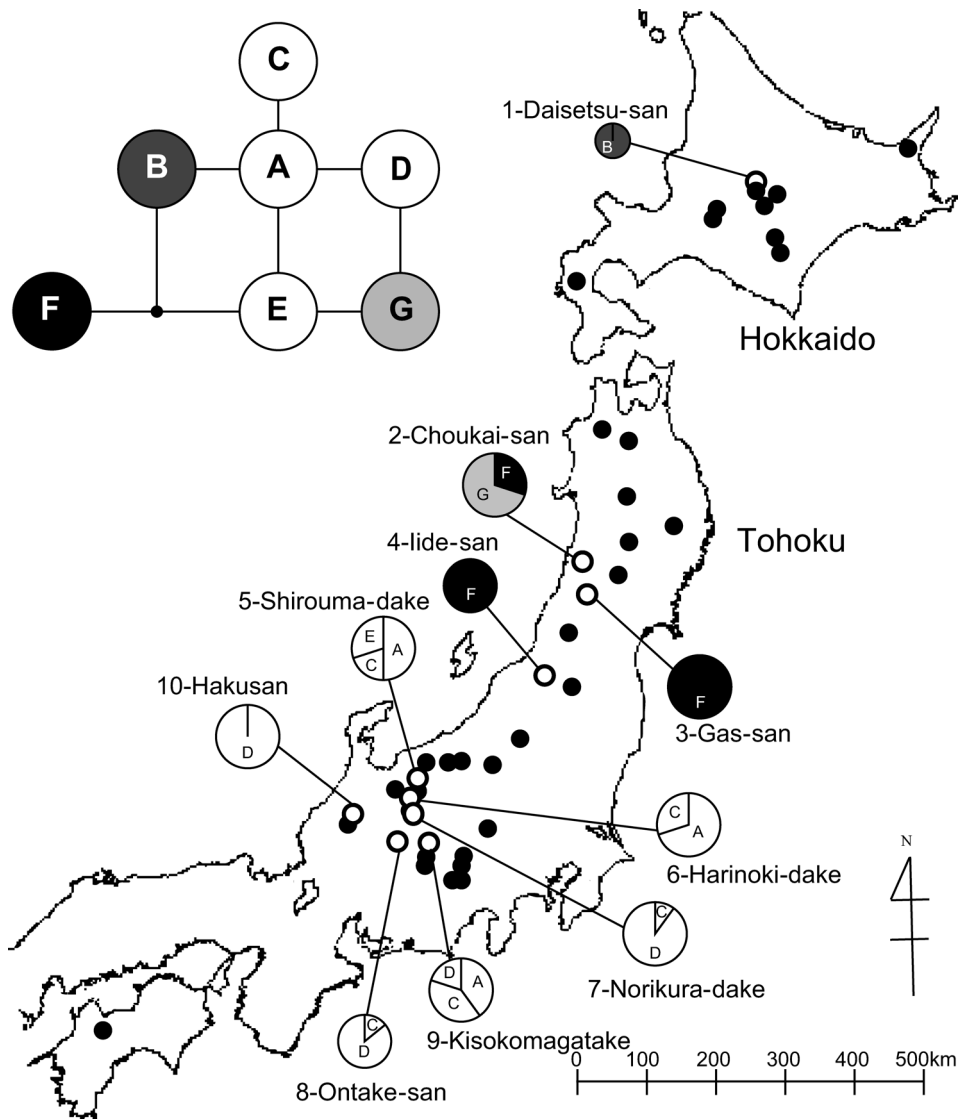 C
B A D
F E G
1-Daisetsu-san
B
Hokkaido
2-Choukai-san
F
G
Tohoku
4-Iide-san
F
5-Shirouma-dake
E A
C
10-Hakusan
D
F
3-Gas-san
C
A
6-Harinoki-dake
N
C
D
7-Norikura-dake
D A
C
9-Kisokomagatake
C
D
8-Ontake-san
0 100 200 300 400 500km